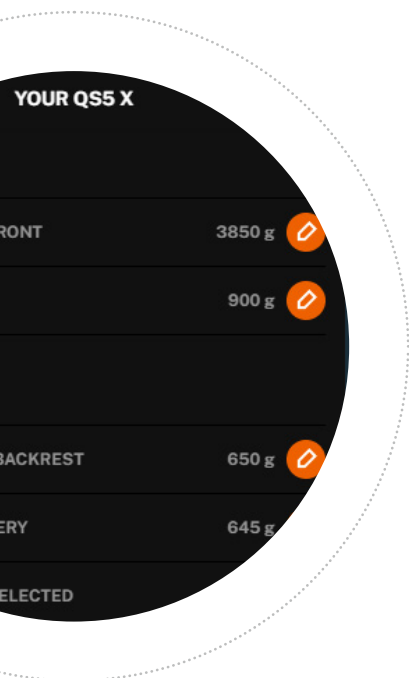 YOUR QS5 X
RONT 3850 g
900 g
BACKREST 650 g
ERY 645 g
ELECTED